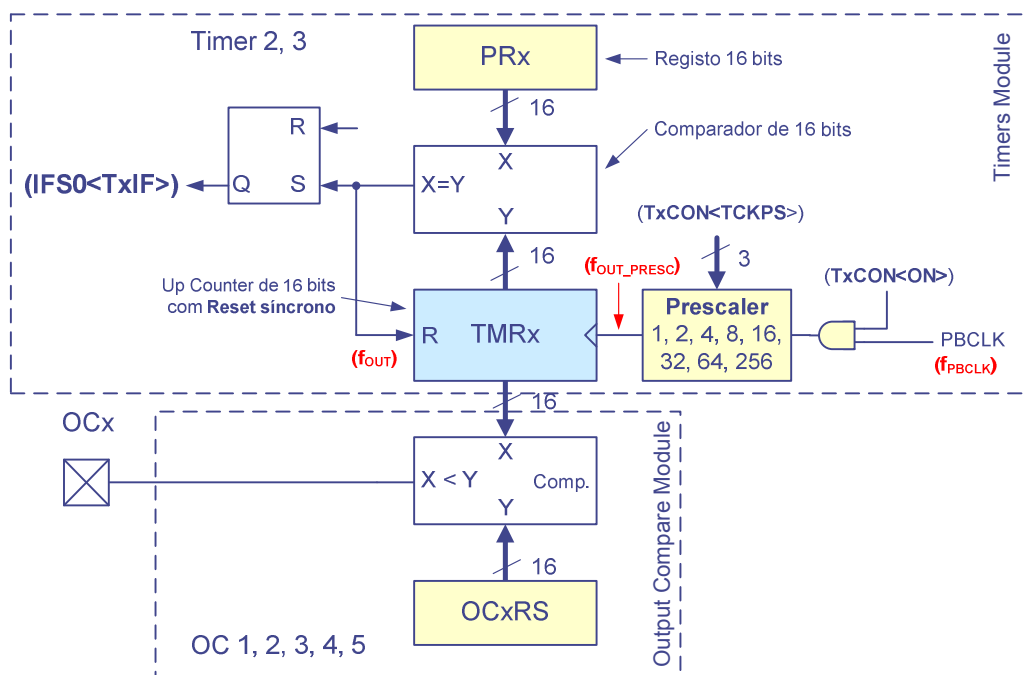 Timer 2, 3
PRx
Registo 16 bits
Timers Module
16
R
Comparador de 16 bits
X
(IFS0<TxIF>)
Q
S
X=Y
Y
(TxCON<TCKPS>)
16
3
(fOUT_PRESC)
Up Counter de 16 bits
com Reset síncrono
(TxCON<ON>)
Prescaler
1, 2, 4, 8, 16,
32, 64, 256
R
TMRx
PBCLK
(fOUT)
(fPBCLK)
16
OCx
X
X < Y
Comp.
Y
16
OCxRS
Output Compare Module
OC 1, 2, 3, 4, 5